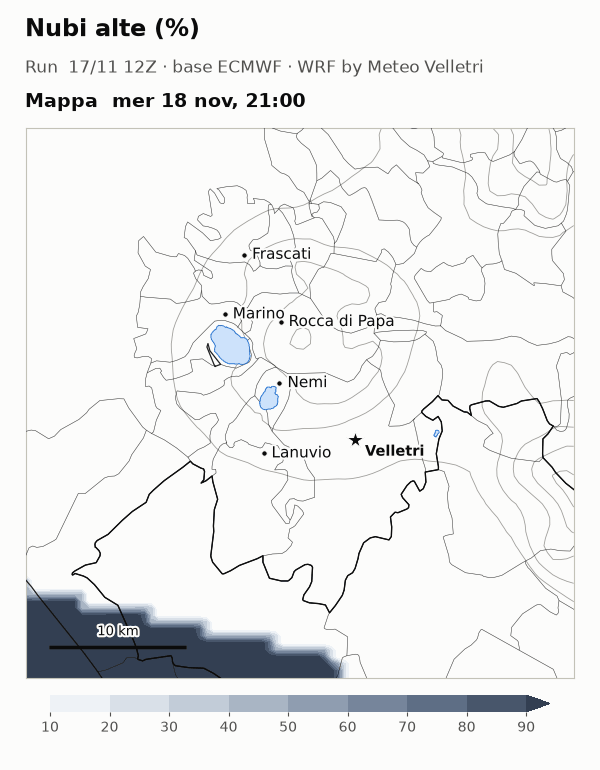 Nubi alte (%)
Run  17/11 12Z · base ECMWF · WRF by Meteo Velletri
Mappa  mer 18 nov, 21:00
Frascati
Marino
Rocca di Papa
Nemi
Velletri
Lanuvio
10 km
10 20 30 40 50 60 70 80 90